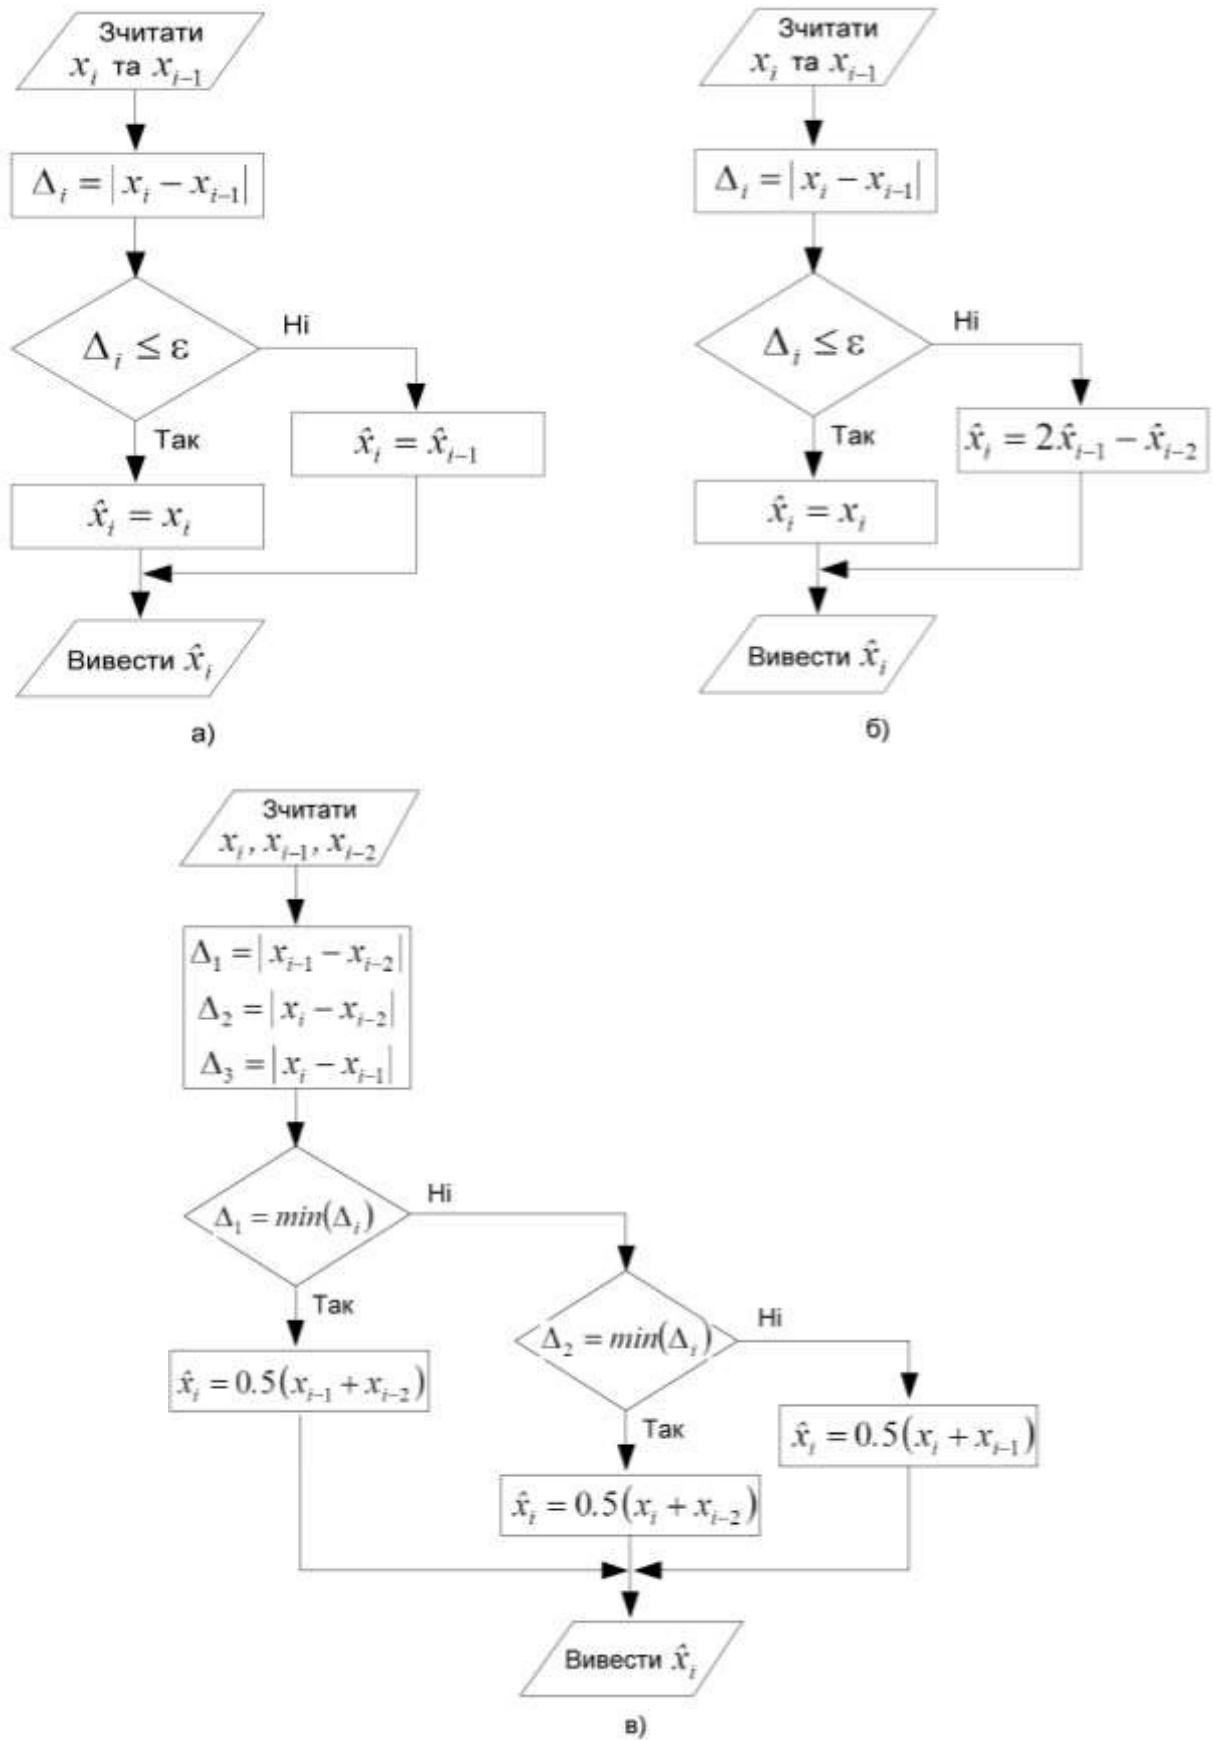 Зчитати
x_i та x_{i-1}
Δ_i = |x_i − x_{i-1}|
Δ_i ≤ ε
Ні
Так
x̂_i = x̂_{i-1}
x̂_i = x_i
Вивести x̂_i
а)
Зчитати
x_i та x_{i-1}
Δ_i = |x_i − x_{i-1}|
Δ_i ≤ ε
Ні
Так
x̂_i = 2x̂_{i-1} − x̂_{i-2}
x̂_i = x_i
Вивести x̂_i
б)
Зчитати
x_i, x_{i-1}, x_{i-2}
Δ_1 = |x_{i-1} − x_{i-2}|
Δ_2 = |x_i − x_{i-2}|
Δ_3 = |x_i − x_{i-1}|
Δ_1 = min(Δ_i)
Ні
Так
x̂_i = 0.5(x_{i-1} + x_{i-2})
Δ_2 = min(Δ_i)
Ні
Так
x̂_i = 0.5(x_i + x_{i-1})
x̂_i = 0.5(x_i + x_{i-2})
Вивести x̂_i
в)